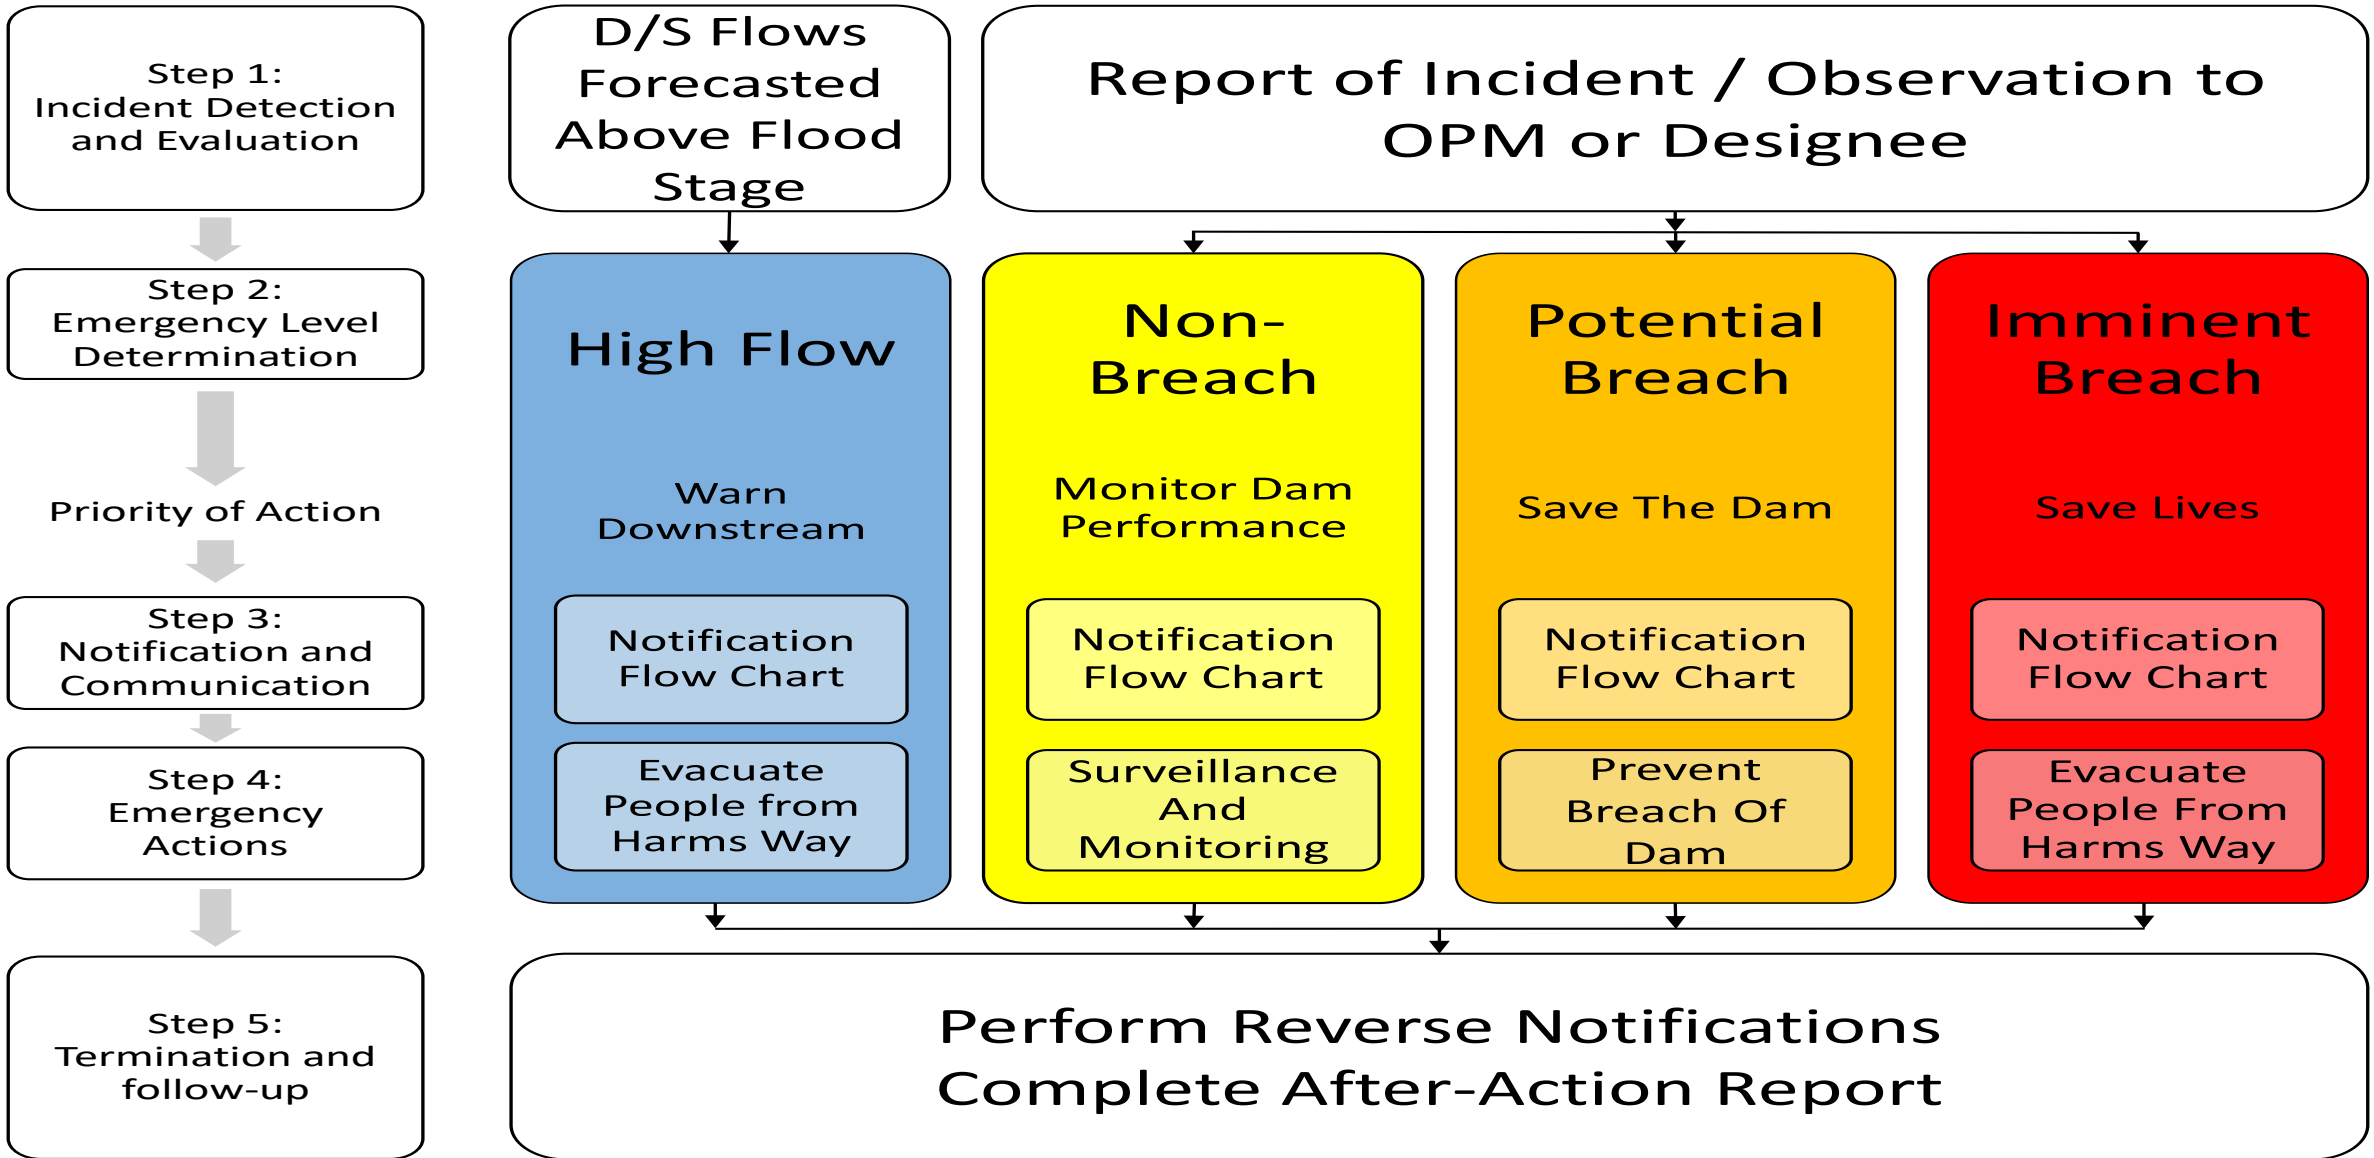 Step 1:
Incident Detection
and Evaluation
D/S Flows
Forecasted
Above Flood
Stage
Report of Incident / Observation to
OPM or Designee
Step 2:
Emergency Level
Determination
High Flow
Non-
Breach
Potential
Breach
Imminent
Breach
Priority of Action
Warn
Downstream
Monitor Dam
Performance
Save The Dam
Save Lives
Step 3:
Notification and
Communication
Notification
Flow Chart
Notification
Flow Chart
Notification
Flow Chart
Notification
Flow Chart
Step 4:
Emergency
Actions
Evacuate
People from
Harms Way
Surveillance
And
Monitoring
Prevent
Breach Of
Dam
Evacuate
People From
Harms Way
Step 5:
Termination and
follow-up
Perform Reverse Notifications
Complete After-Action Report